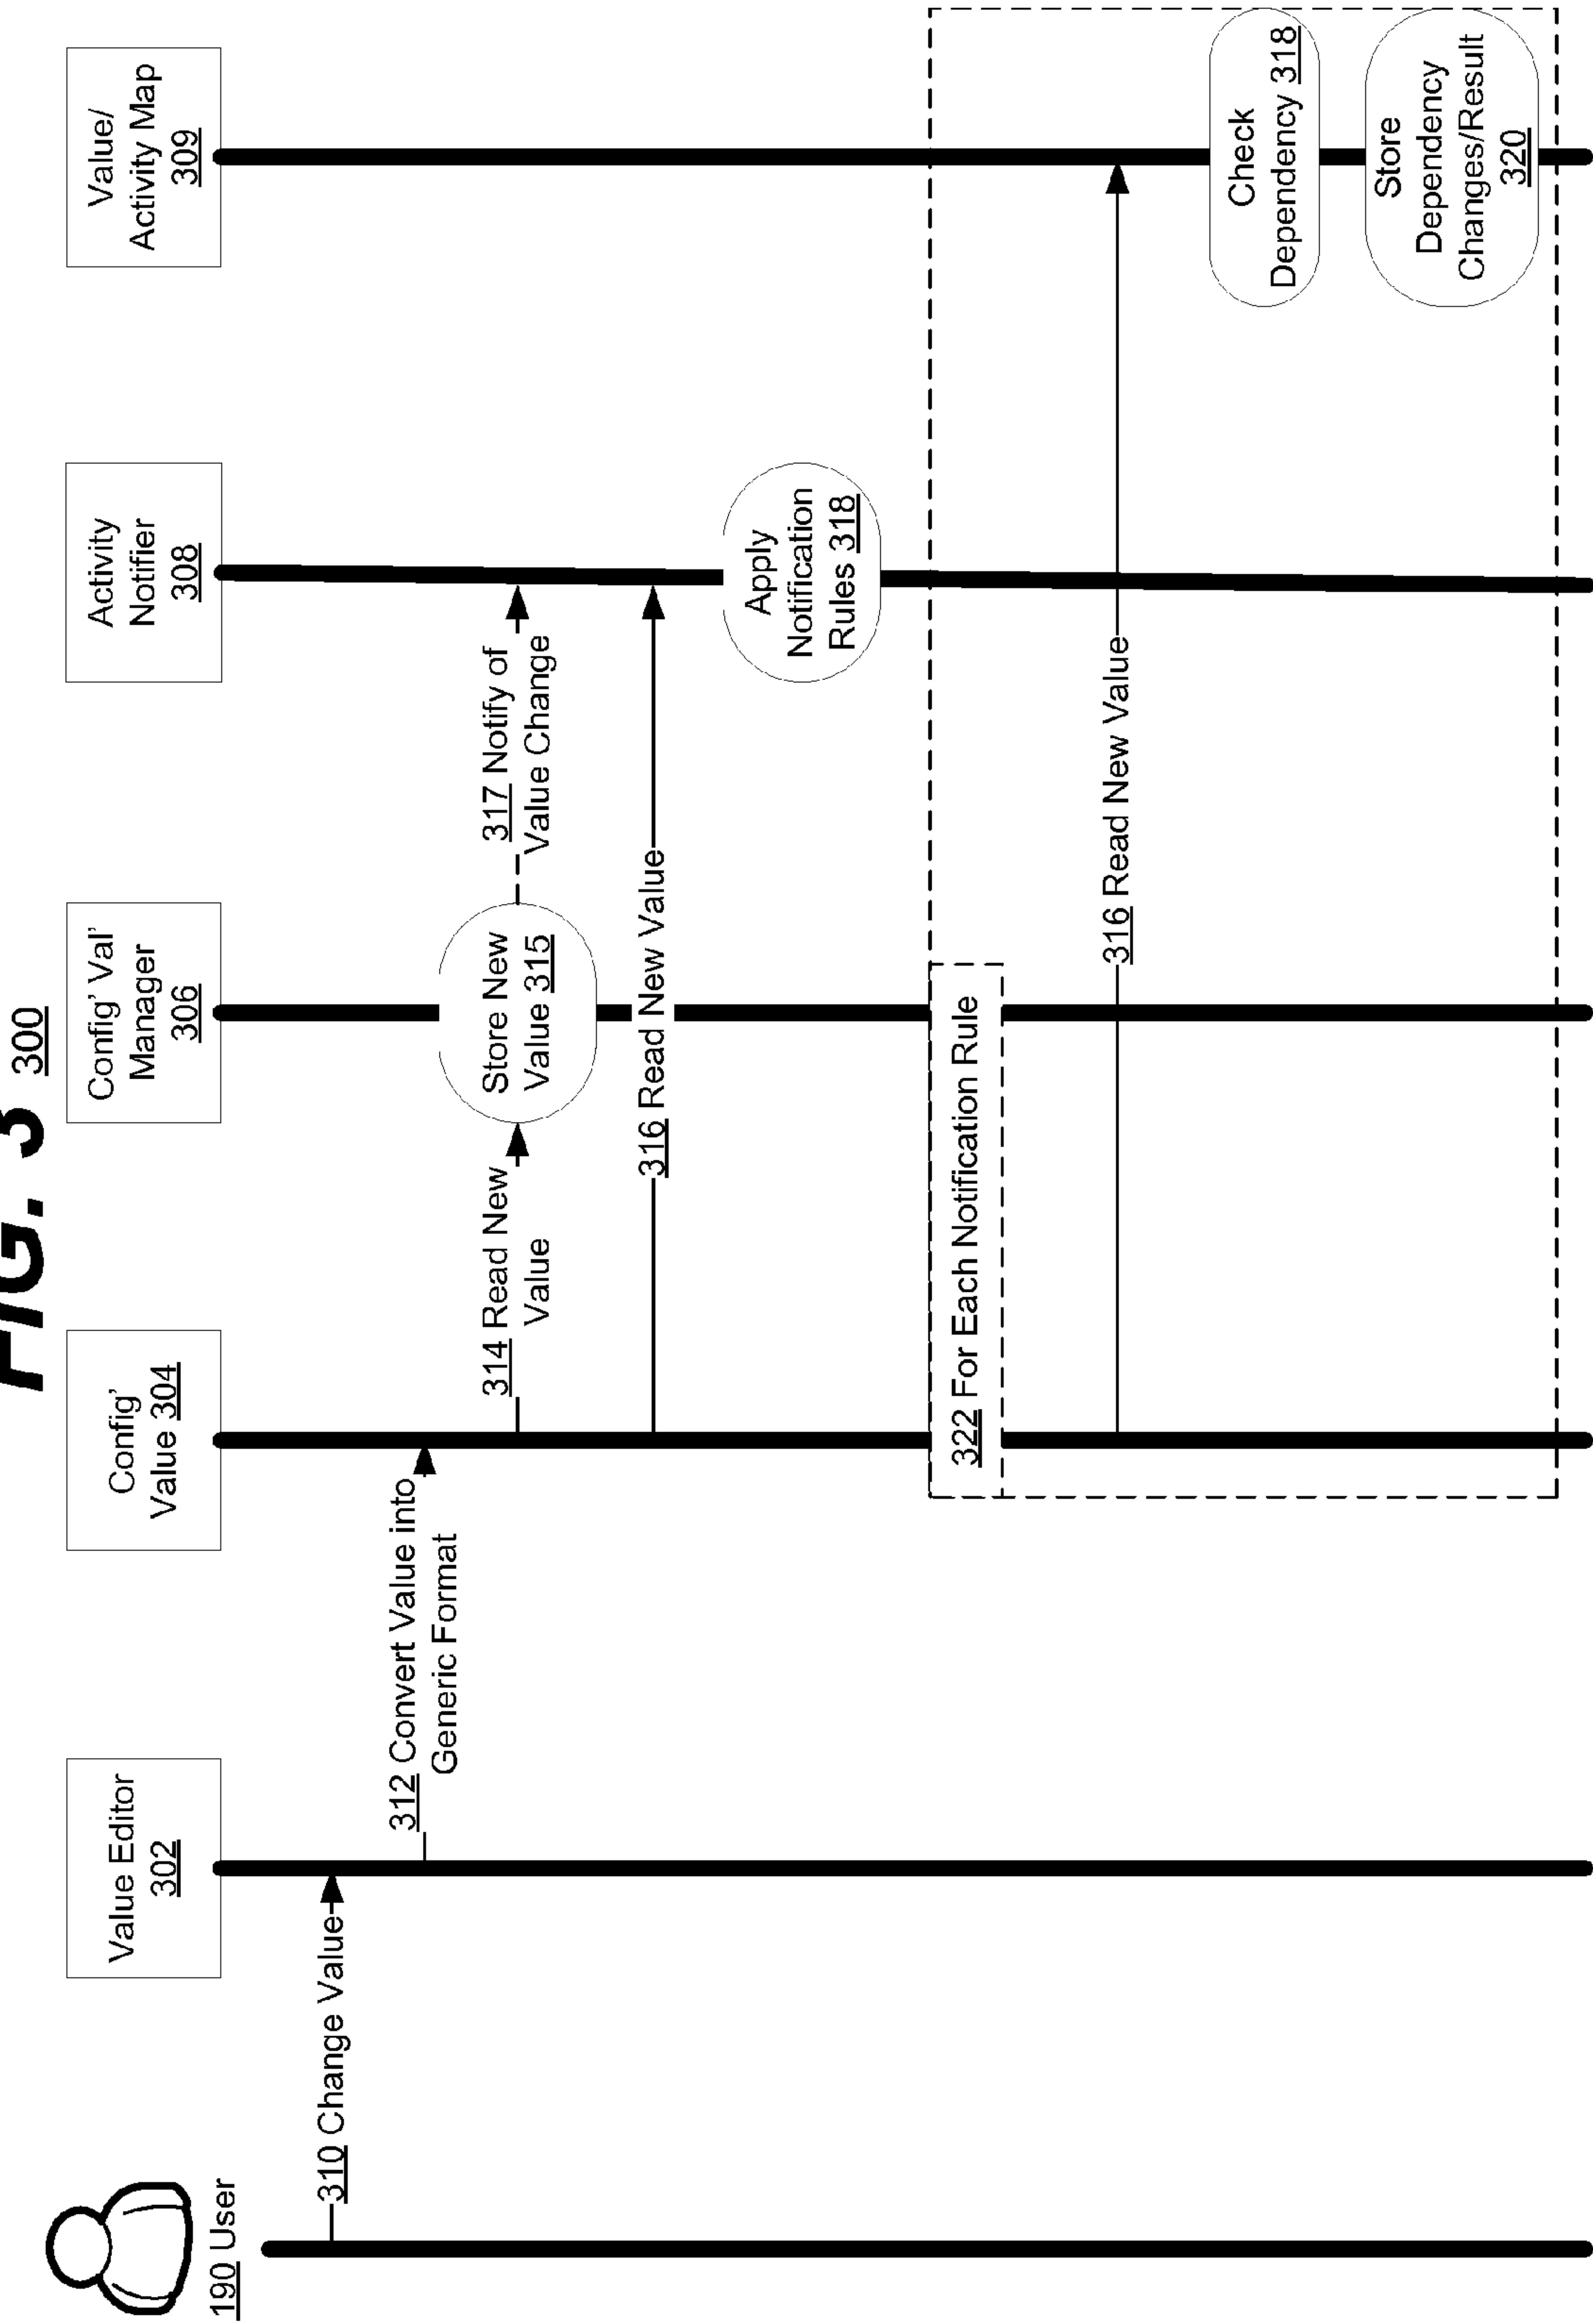 FIG. 3
300
190 User
Value Editor
302
Config'
Value 304
Config' Val'
Manager
306
Activity
Notifier
308
Value/
Activity Map
309
310 Change Value
312 Convert Value into
Generic Format
314 Read New
Value
Store New
Value 315
317 Notify of
Value Change
316 Read New Value
Apply
Notification
Rules 318
322 For Each Notification Rule
316 Read New Value
Check
Dependency 318
Store
Dependency
Changes/Result
320